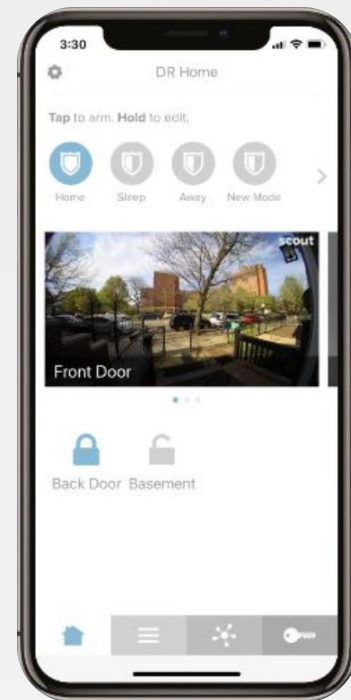 3:30
DR Home
Tap to arm. Hold to edit.
Home Sleep Away New Mode
scout
Front Door
Back Door Basement